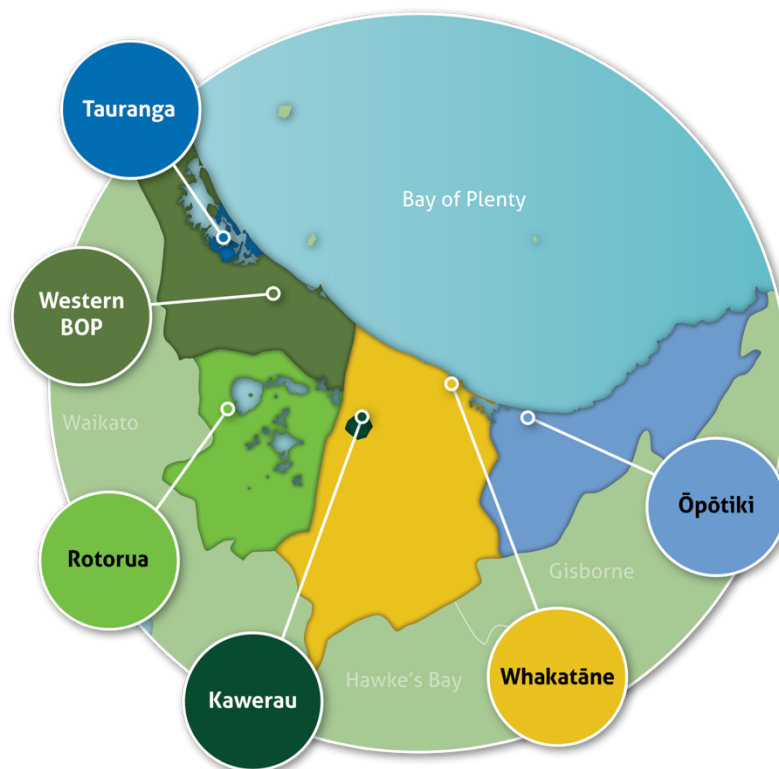 Tauranga
Bay of Plenty
Western
BOP
Waikato
Ōpōtiki
Rotorua
Gisborne
Kawerau
Hawke's Bay
Whakatāne